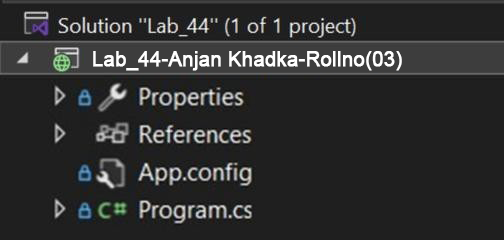 Solution "Lab_44" (1 of 1 project)
Lab_44-Anjan Khadka-Rollno(03)
Properties
References
App.config
C# Program.cs